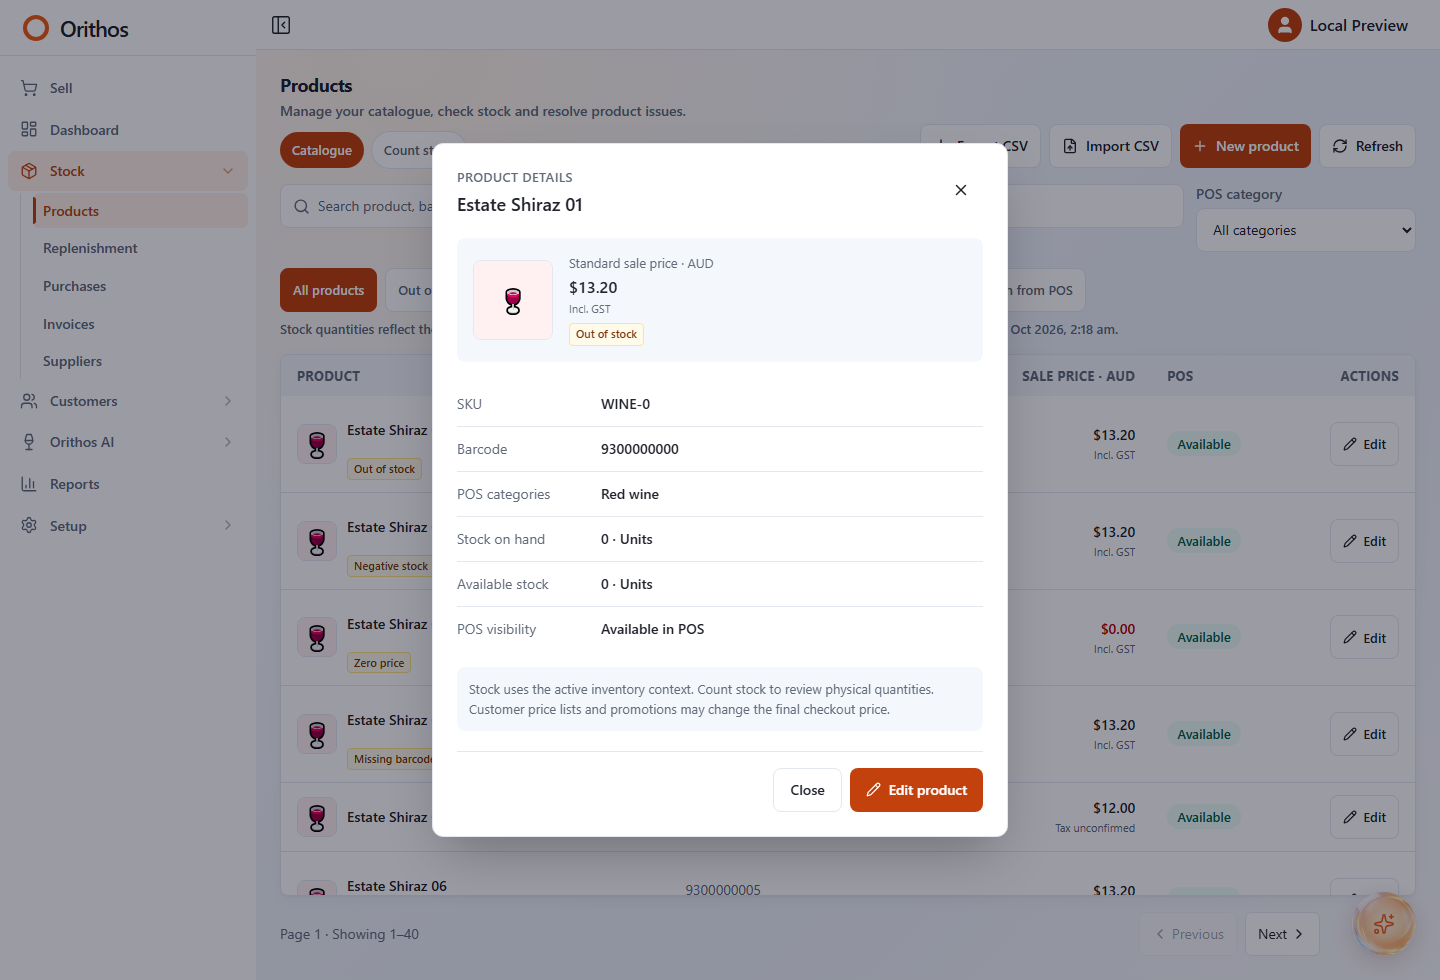 Orithos
Local Preview
Sell
Dashboard
Stock
Products
Replenishment
Purchases
Invoices
Suppliers
Customers
Orithos AI
Reports
Setup
Products
Manage your catalogue, check stock and resolve product issues.
Catalogue
Count
CSV
Import CSV
New product
Refresh
Search product,
POS category
All categories
All products
Out
from POS
Stock quantities reflect
Oct 2026, 2:18 am.
PRODUCT
SALE PRICE · AUD
POS
ACTIONS
Estate Shiraz
Out of stock
$13.20
Incl. GST
Available
Edit
Estate Shiraz
Negative stock
$13.20
Incl. GST
Available
Edit
Estate Shiraz
Zero price
$0.00
Incl. GST
Available
Edit
Estate Shiraz
Missing
$13.20
Incl. GST
Available
Edit
Estate Shiraz
$12.00
Tax unconfirmed
Available
Edit
Estate Shiraz 06
9300000005
$13.20
Page 1 · Showing 1–40
Previous
Next
PRODUCT DETAILS
Estate Shiraz 01
Standard sale price · AUD
$13.20
Incl. GST
Out of stock
SKU WINE-0
Barcode 9300000000
POS categories Red wine
Stock on hand 0 · Units
Available stock 0 · Units
POS visibility Available in POS
Stock uses the active inventory context. Count stock to review physical quantities.
Customer price lists and promotions may change the final checkout price.
Close
Edit product